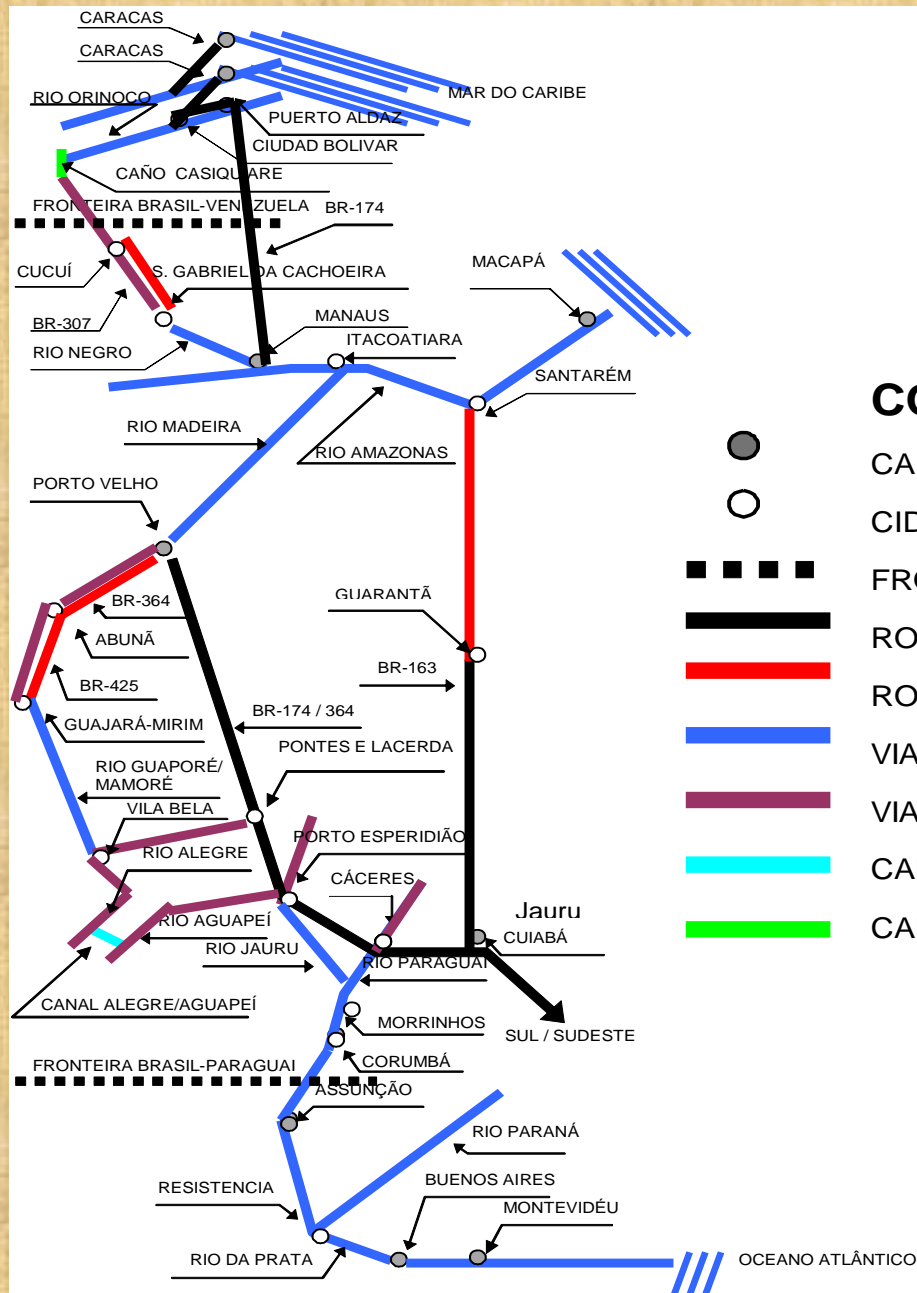 CARACAS
CARACAS
RIO ORINOCO
MAR DO CARIBE
PUERTO ALDAZ
CIUDAD BOLIVAR
CAÑO CASIQUIARE
FRONTEIRA BRASIL-VENEZUELA
BR-174
CUCUÍ
S. GABRIEL DA CACHOEIRA
MACAPÁ
BR-307
MANAUS
RIO NEGRO
ITACOATIARA
SANTARÉM
RIO MADEIRA
RIO AMAZONAS
PORTO VELHO
GUARANTÃ
BR-364
ABUNÃ
BR-163
BR-425
GUAJARÁ-MIRIM
BR-174 / 364
PONTES E LACERDA
RIO GUAPORÉ/
MAMORÉ
VILA BELA
RIO ALEGRE
PORTO ESPERIDIÃO
CÁCERES
Jauru
RIO AGUAPEÍ
CUIABÁ
RIO JAURU
RIO PARAGUAI
CANAL ALEGRE/AGUAPEÍ
MORRINHOS
SUL / SUDESTE
CORUMBÁ
FRONTEIRA BRASIL-PARAGUAI
ASSUNÇÃO
RIO PARANÁ
RESISTENCIA
BUENOS AIRES
MONTEVIDÉU
RIO DA PRATA
OCEANO ATLÂNTICO
CO
CA
CID
FRO
RO
RO
VIA
VIA
CA
CA